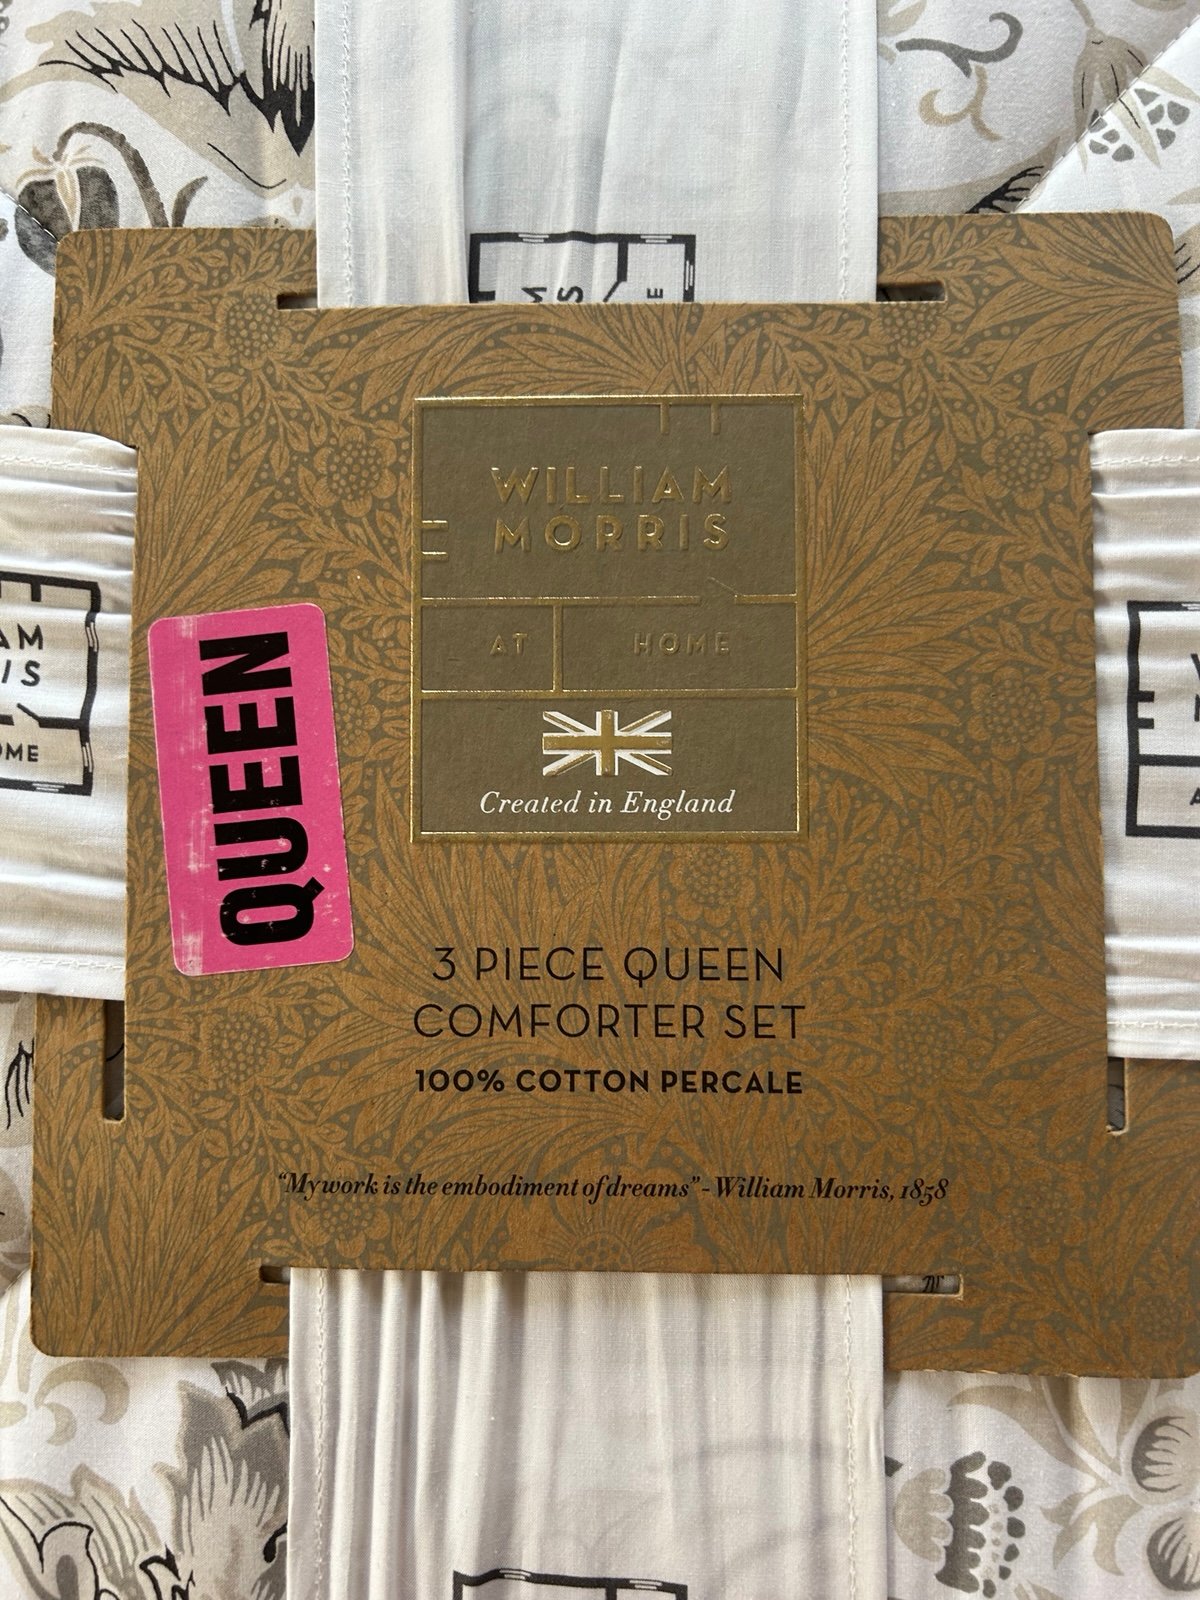 WILLIAM
MORRIS
AT HOME
Created in England
QUEEN
3 PIECE QUEEN
COMFORTER SET
100% COTTON PERCALE
“My work is the embodiment of dreams” - William Morris, 1858